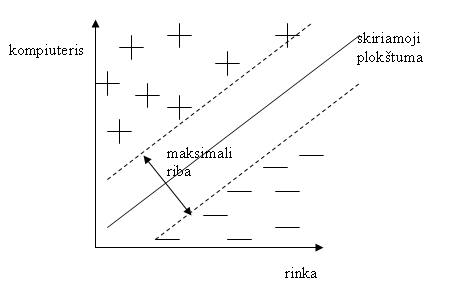 kompiuteris
skiriamoji
plokštuma
maksimali
riba
rinka